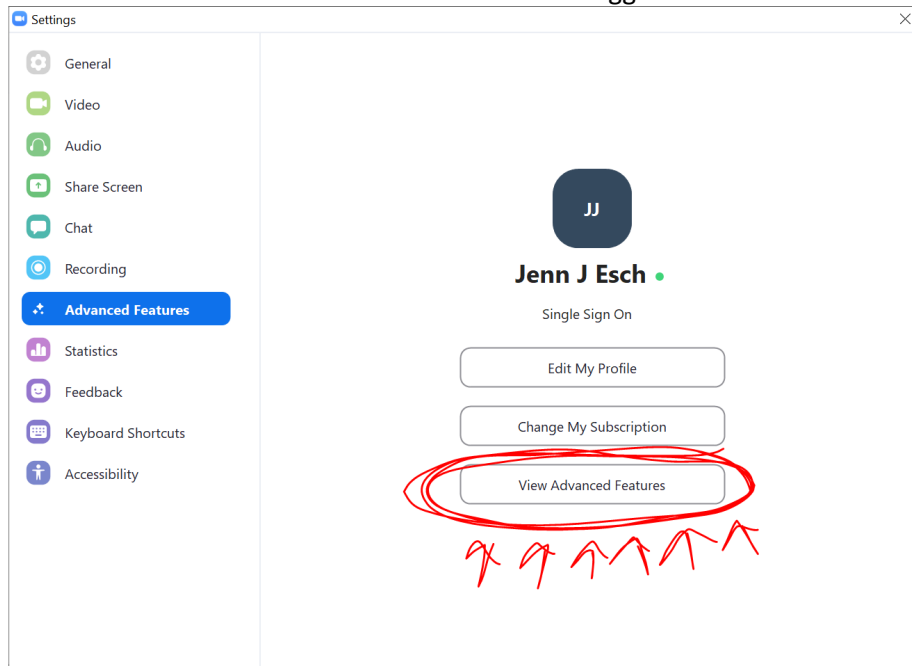 Settings
General
Video
Audio
Share Screen
Chat
Recording
Advanced Features
Statistics
Feedback
Keyboard Shortcuts
Accessibility
JJ
Jenn J Esch
Single Sign On
Edit My Profile
Change My Subscription
View Advanced Features